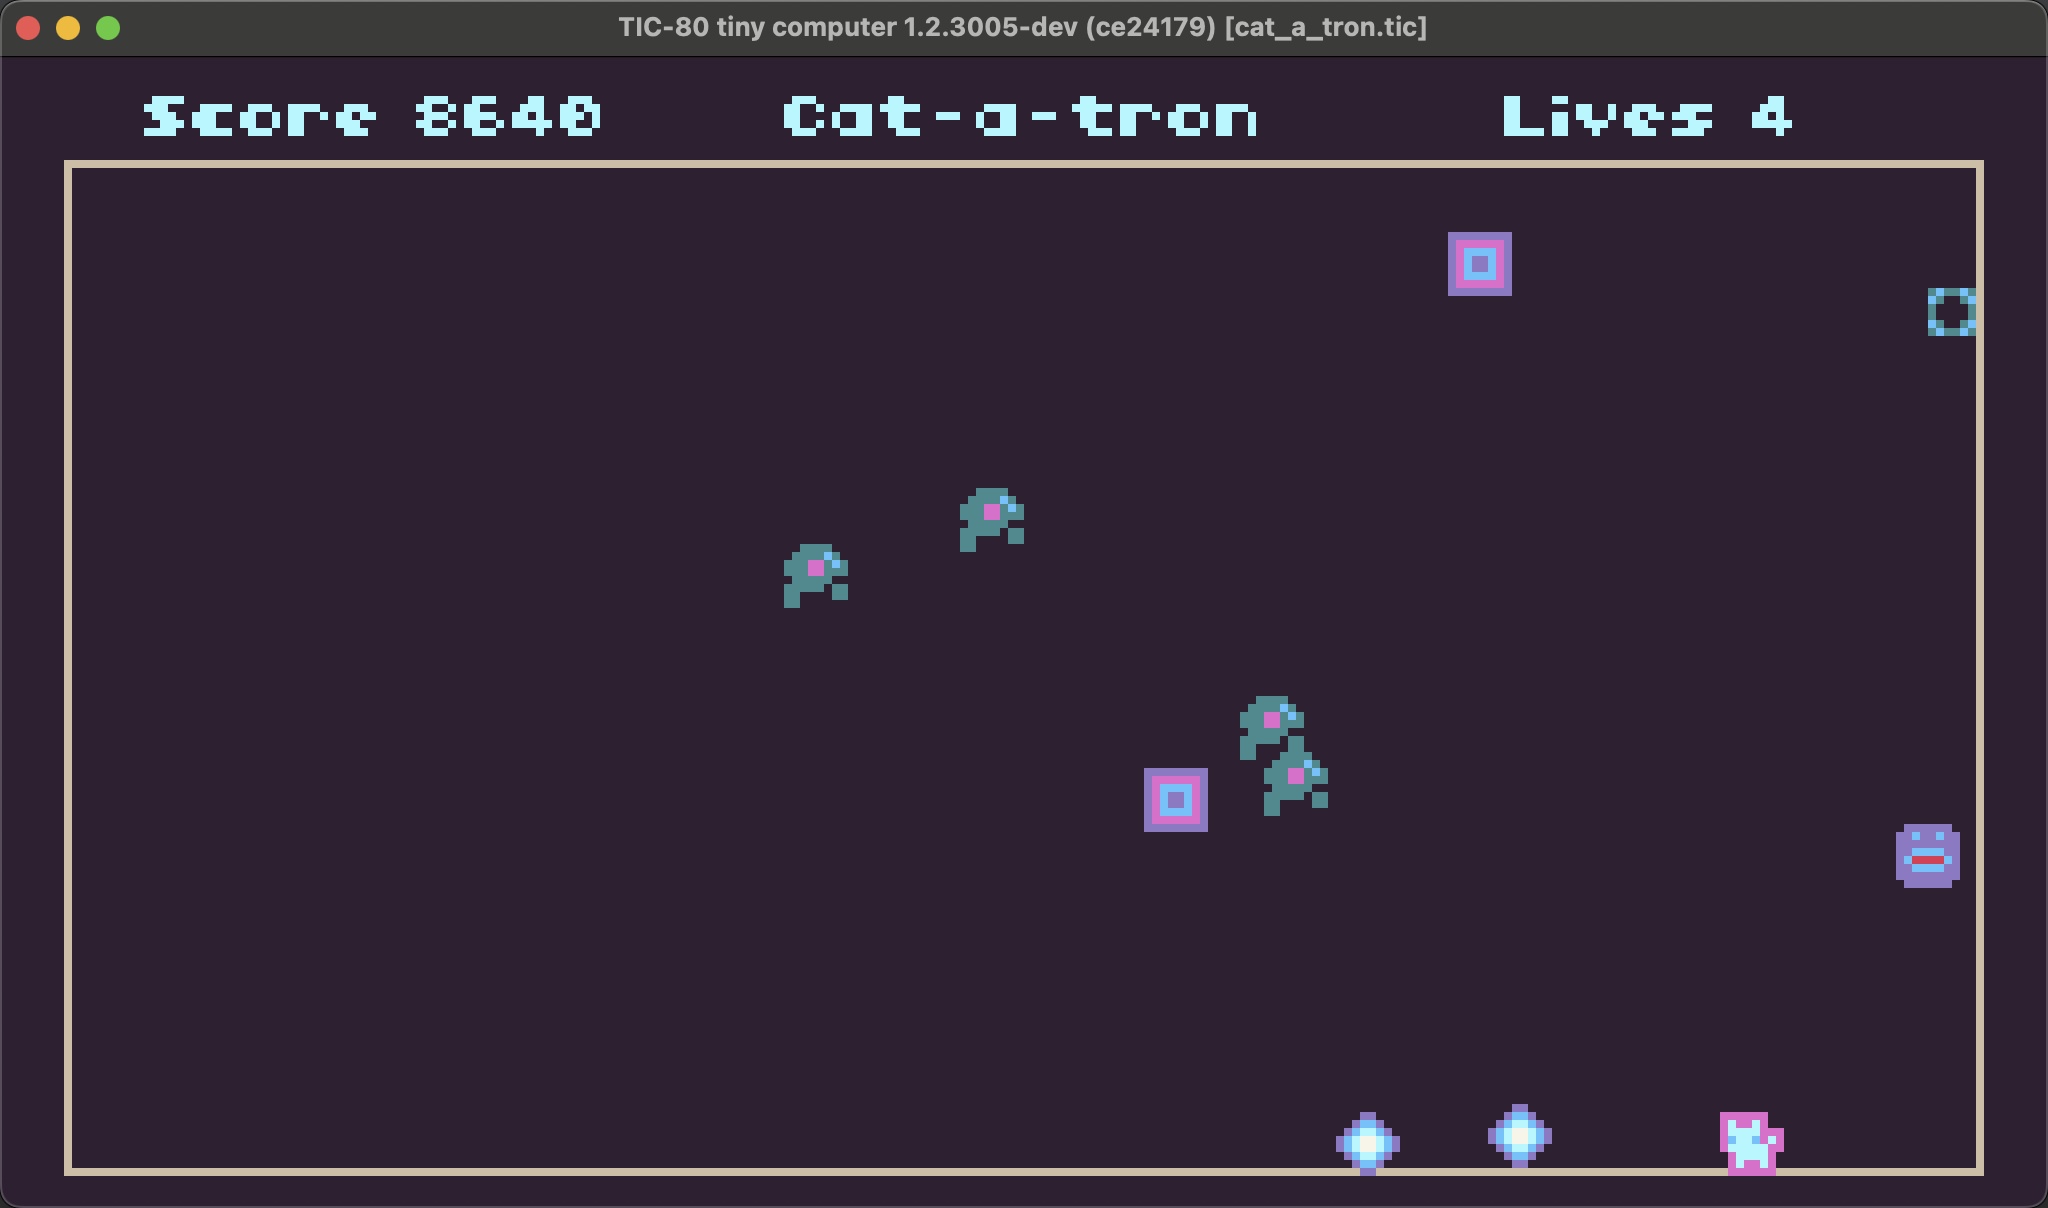 TIC-80 tiny computer 1.2.3005-dev (ce24179) [cat_a_tron.tic]
Score 8640 Cat-a-tron Lives 4